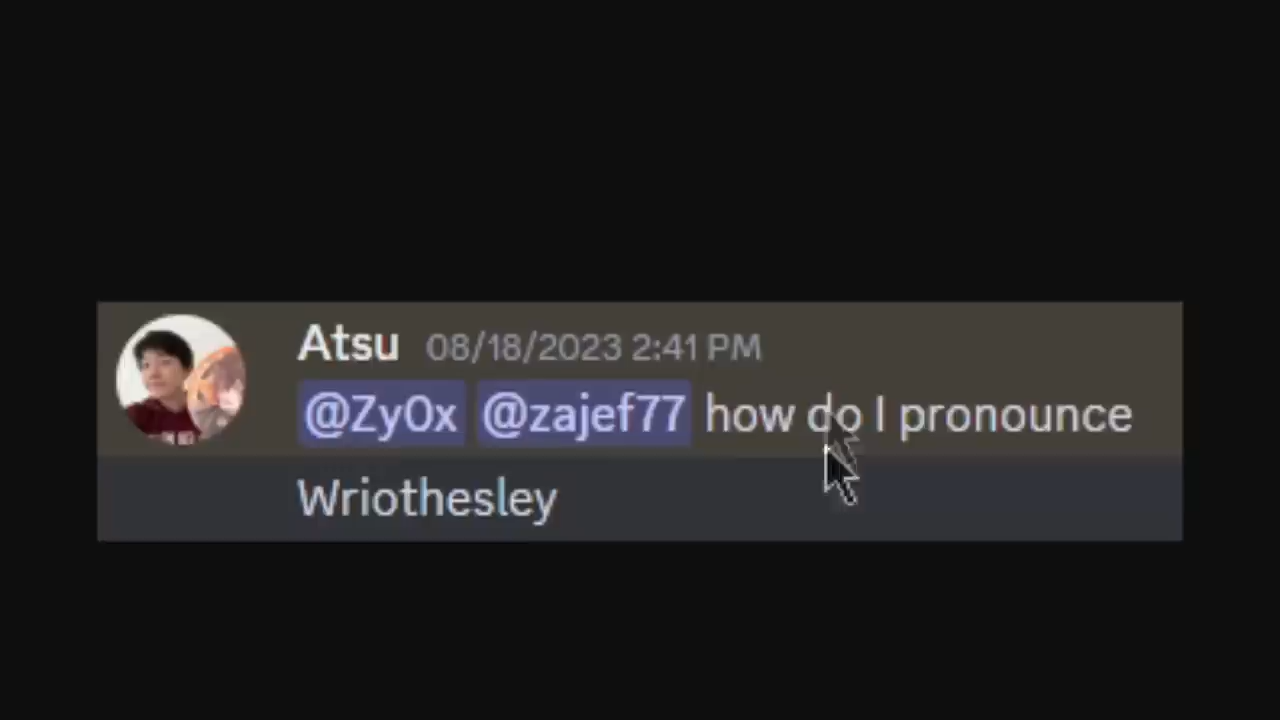 Atsu 08/18/2023 2:41 PM
@Zy0x @zajef77 how do I pronounce
Wriothesley